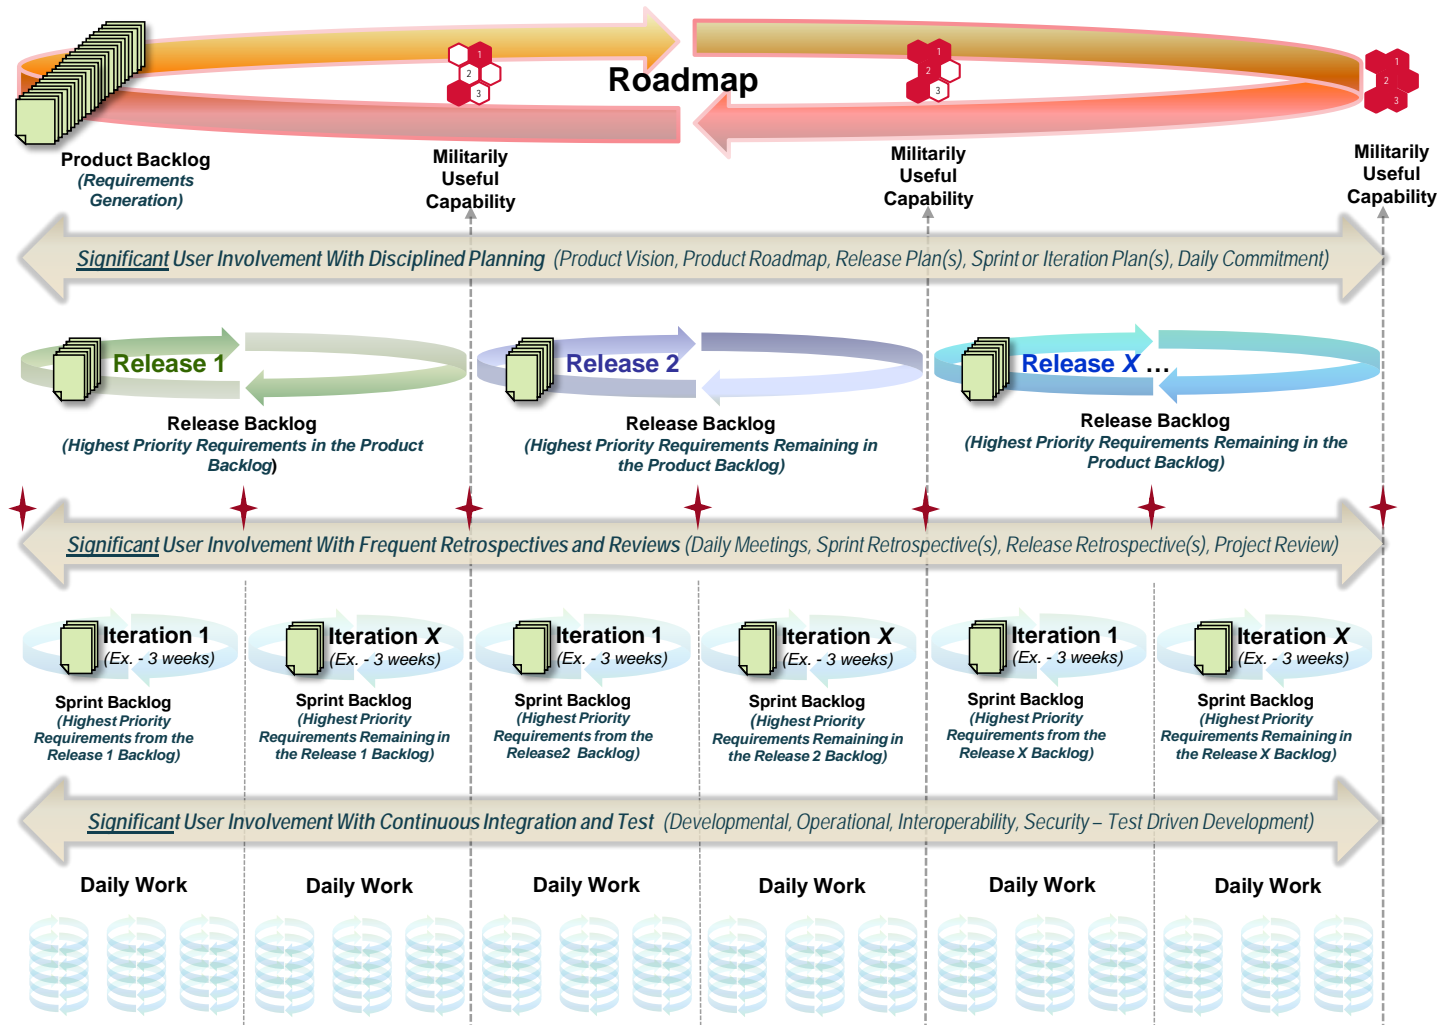 1
2
3
Roadmap
1
2
3
1
2
3
Product Backlog
(Requirements
Generation)
Militarily
Useful
Capability
Militarily
Useful
Capability
Militarily
Useful
Capability
Significant User Involvement With Disciplined Planning (Product Vision, Product Roadmap, Release Plan(s), Sprint or Iteration Plan(s), Daily Commitment)
Release 1
Release 2
Release X ...
Release Backlog
(Highest Priority Requirements in the Product
Backlog)
Release Backlog
(Highest Priority Requirements Remaining in
the Product Backlog)
Release Backlog
(Highest Priority Requirements Remaining in the
Product Backlog)
Significant User Involvement With Frequent Retrospectives and Reviews (Daily Meetings, Sprint Retrospective(s), Release Retrospective(s), Project Review)
Iteration 1
(Ex. - 3 weeks)
Iteration X
(Ex. - 3 weeks)
Iteration 1
(Ex. - 3 weeks)
Iteration X
(Ex. - 3 weeks)
Iteration 1
(Ex. - 3 weeks)
Iteration X
(Ex. - 3 weeks)
Sprint Backlog
(Highest Priority
Requirements from the
Release 1 Backlog)
Sprint Backlog
(Highest Priority
Requirements Remaining in
the Release 1 Backlog)
Sprint Backlog
(Highest Priority
Requirements from the
Release2 Backlog)
Sprint Backlog
(Highest Priority
Requirements Remaining in
the Release 2 Backlog)
Sprint Backlog
(Highest Priority
Requirements from the
Release X Backlog)
Sprint Backlog
(Highest Priority
Requirements Remaining in
the Release X Backlog)
Significant User Involvement With Continuous Integration and Test (Developmental, Operational, Interoperability, Security – Test Driven Development)
Daily Work
Daily Work
Daily Work
Daily Work
Daily Work
Daily Work